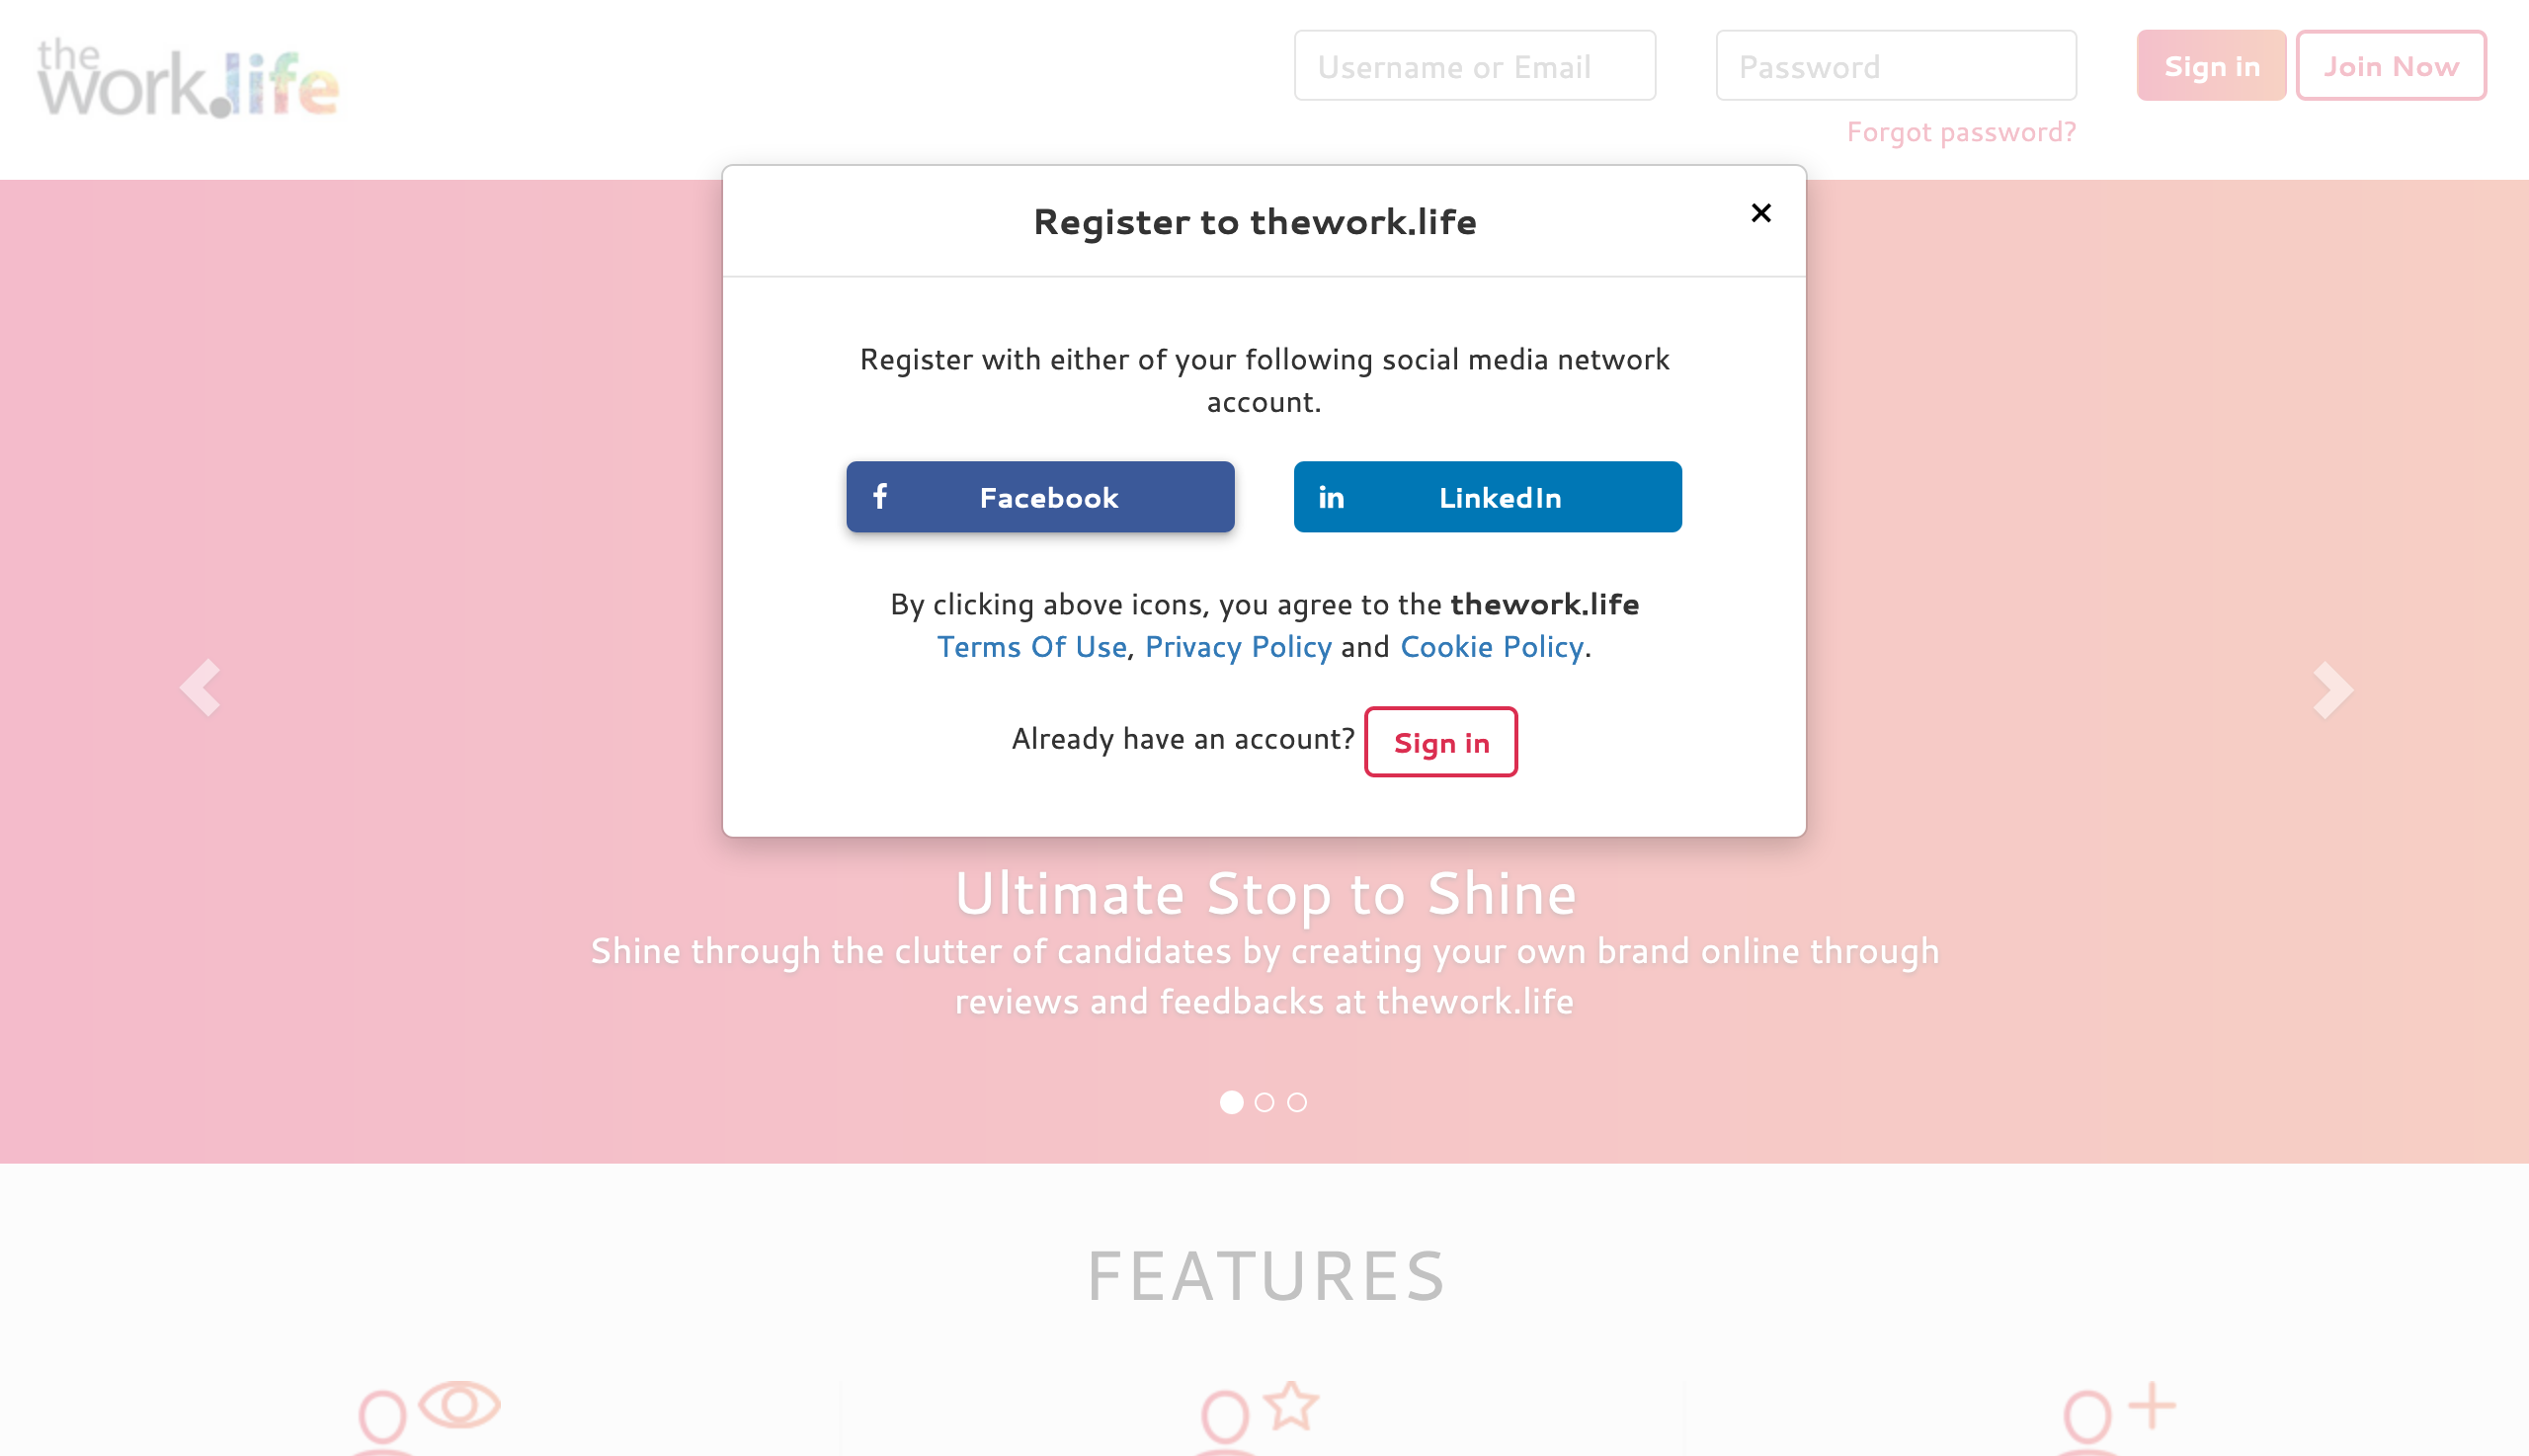 the
work.life
Username or Email
Password
Sign in
Join Now
Forgot password?
Register to thework.life
Register with either of your following social media network
account.
Facebook
LinkedIn
By clicking above icons, you agree to the thework.life
Terms Of Use, Privacy Policy and Cookie Policy.
Already have an account? Sign in
Ultimate Stop to Shine
Shine through the clutter of candidates by creating your own brand online through
reviews and feedbacks at thework.life
FEATURES